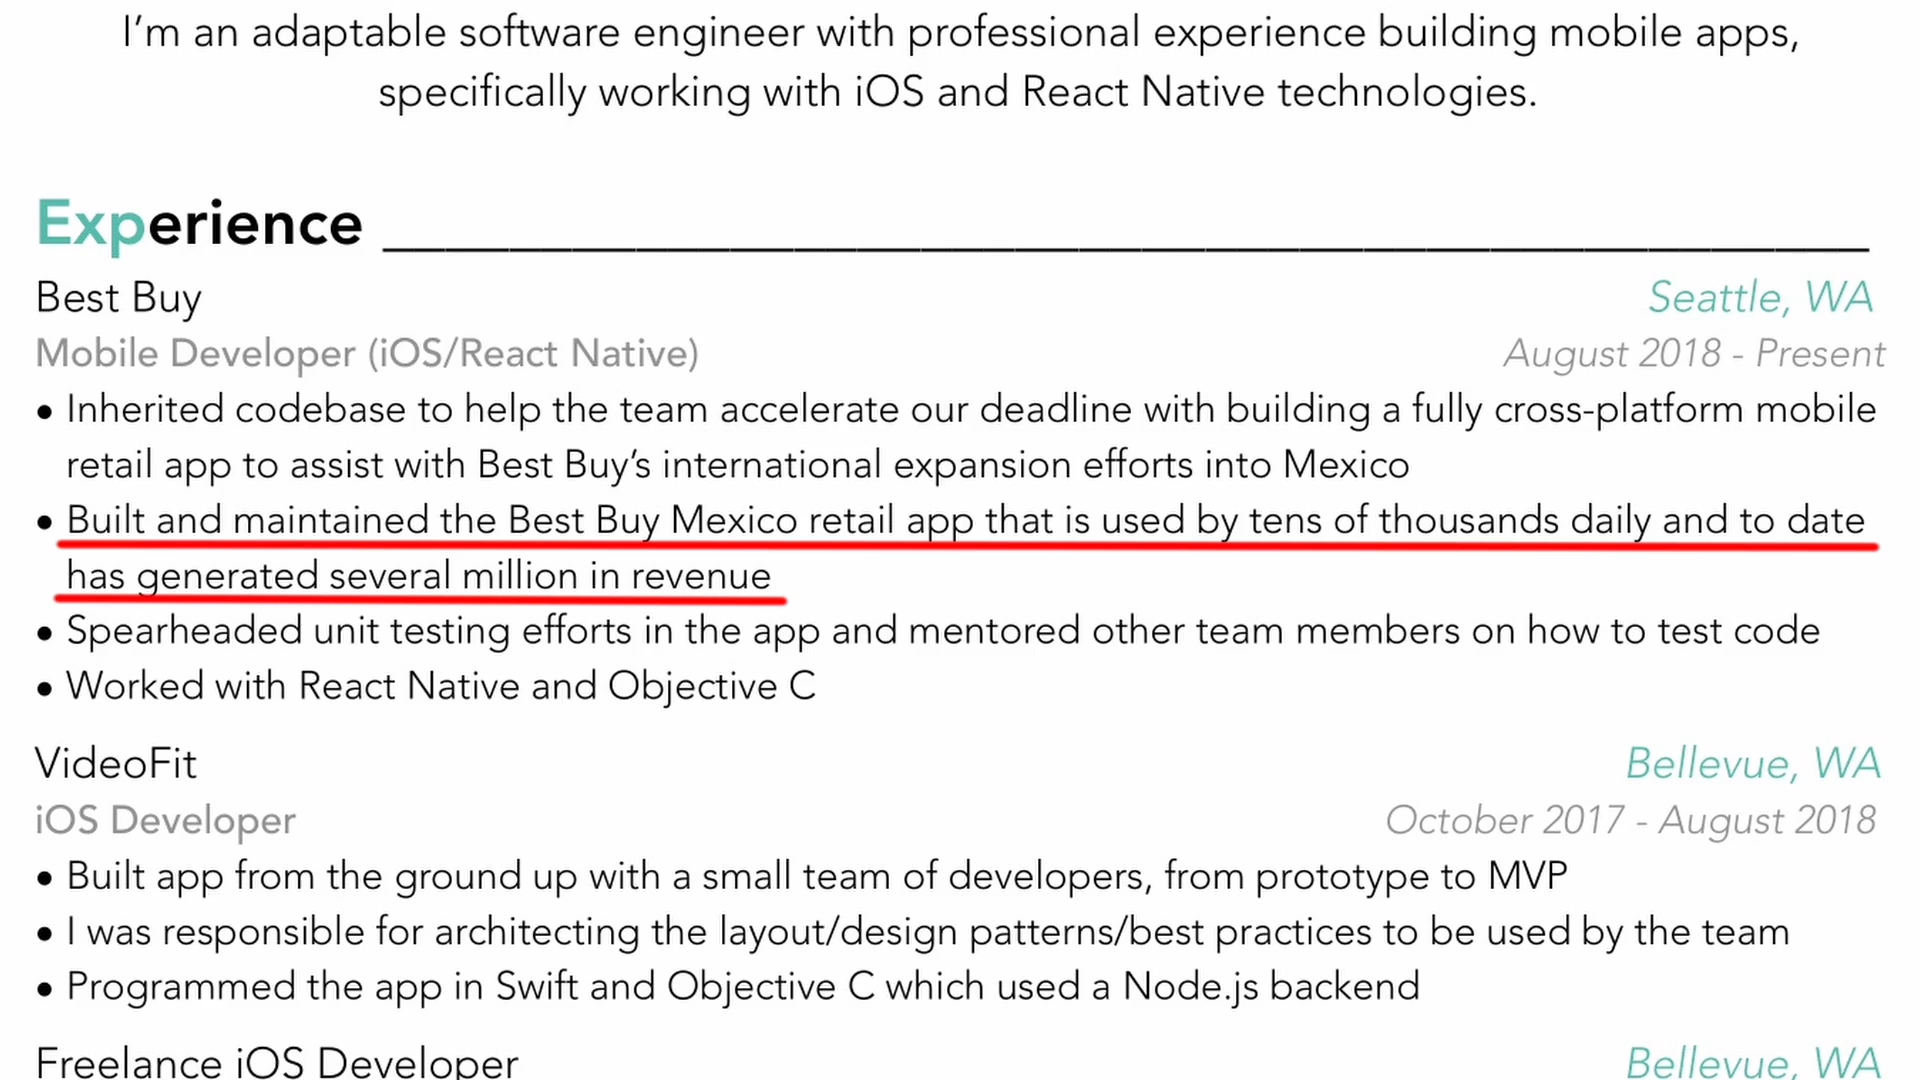 I’m an adaptable software engineer with professional experience building mobile apps,
specifically working with iOS and React Native technologies.
Experience
Best Buy
Seattle, WA
Mobile Developer (iOS/React Native)
August 2018 - Present
• Inherited codebase to help the team accelerate our deadline with building a fully cross-platform mobile
retail app to assist with Best Buy’s international expansion efforts into Mexico
• Built and maintained the Best Buy Mexico retail app that is used by tens of thousands daily and to date
has generated several million in revenue
• Spearheaded unit testing efforts in the app and mentored other team members on how to test code
• Worked with React Native and Objective C
VideoFit
Bellevue, WA
iOS Developer
October 2017 - August 2018
• Built app from the ground up with a small team of developers, from prototype to MVP
• I was responsible for architecting the layout/design patterns/best practices to be used by the team
• Programmed the app in Swift and Objective C which used a Node.js backend
Freelance iOS Developer
Bellevue, WA